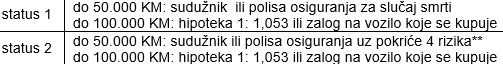 status 1
do 50.000 KM: sudužnik ili polisa osiguranja za slučaj smrti
do 100.000 KM: hipoteka 1: 1,053 ili zalog na vozilo koje se kupuje
status 2
do 50.000 KM: sudužnik ili polisa osiguranja uz pokriće 4 rizika**
do 100.000 KM: hipoteka 1: 1,053 ili zalog na vozilo koje se kupuje